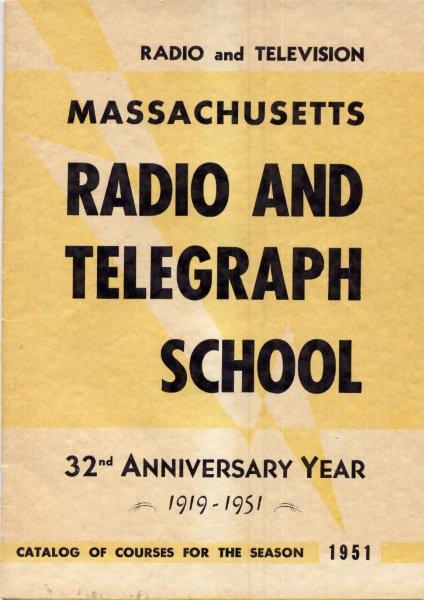 RADIO and TELEVISION
MASSACHUSETTS
RADIO AND
TELEGRAPH
SCHOOL
32nd ANNIVERSARY YEAR
1919-1951
CATALOG OF COURSES FOR THE SEASON 1951